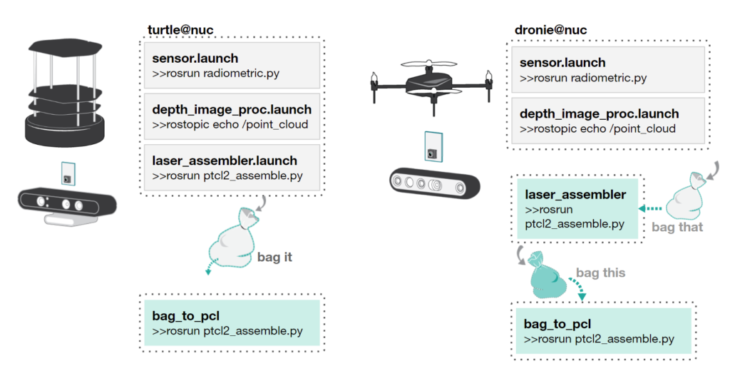 turtle@nuc
sensor.launch
>>rosrun radiometric.py
depth_image_proc.launch
>>rostopic echo /point_cloud
laser_assembler.launch
>>rosrun ptcl2_assemble.py
bag it
bag_to_pcl
>>rosrun ptcl2_assemble.py
dronie@nuc
sensor.launch
>>rosrun radiometric.py
depth_image_proc.launch
>>rostopic echo /point_cloud
laser_assembler
>>rosrun
ptcl2_assemble.py
bag that
bag this
bag_to_pcl
>>rosrun ptcl2_assemble.py